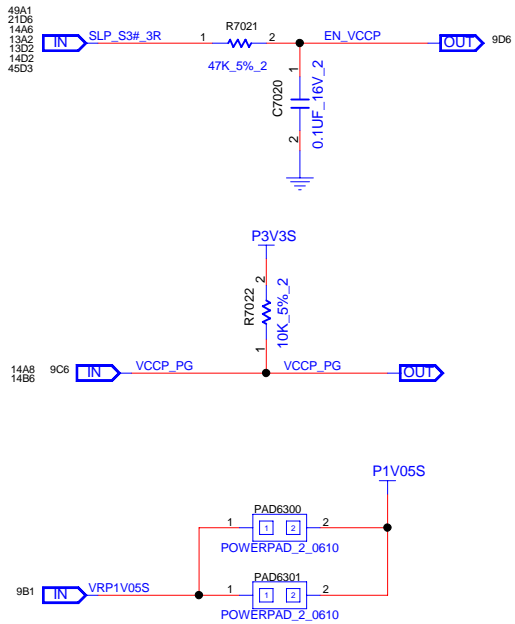 49A1
21D6
14A6
13A2
13D2
14D2
45D3
IN SLP_S3#_3R 1 R7021 2 EN_VCCP OUT 9D6
47K_5%_2
1 C7020 2 0.1UF_16V_2
P3V3S
2 R7022 1 10K_5%_2
14A8
14B6
9C6 IN VCCP_PG VCCP_PG OUT
P1V05S
PAD6300
1 1 2 2
POWERPAD_2_0610
PAD6301
9B1 IN VRP1V05S 1 1 2 2
POWERPAD_2_0610